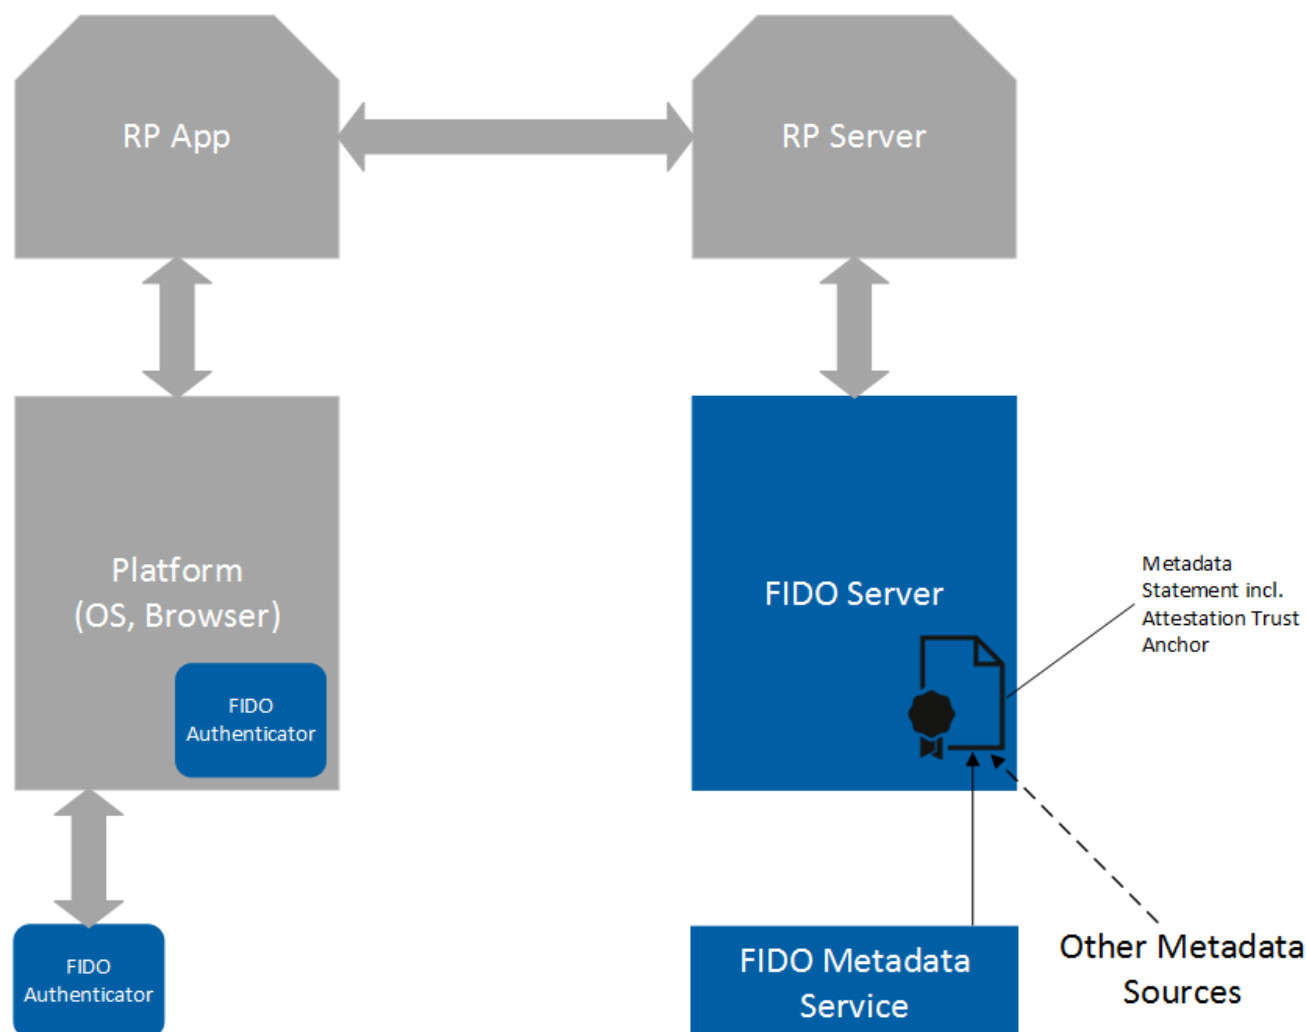 RP App
RP Server
Platform
(OS, Browser)
FIDO
Authenticator
FIDO Server
Metadata
Statement incl.
Attestation Trust
Anchor
FIDO
Authenticator
FIDO Metadata
Service
Other Metadata
Sources